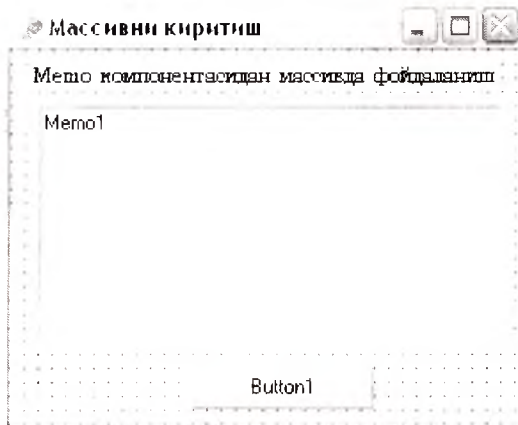 Массивни киритиш
Memo компонентасидан массивда фойдаланиш
Memo1
Button1